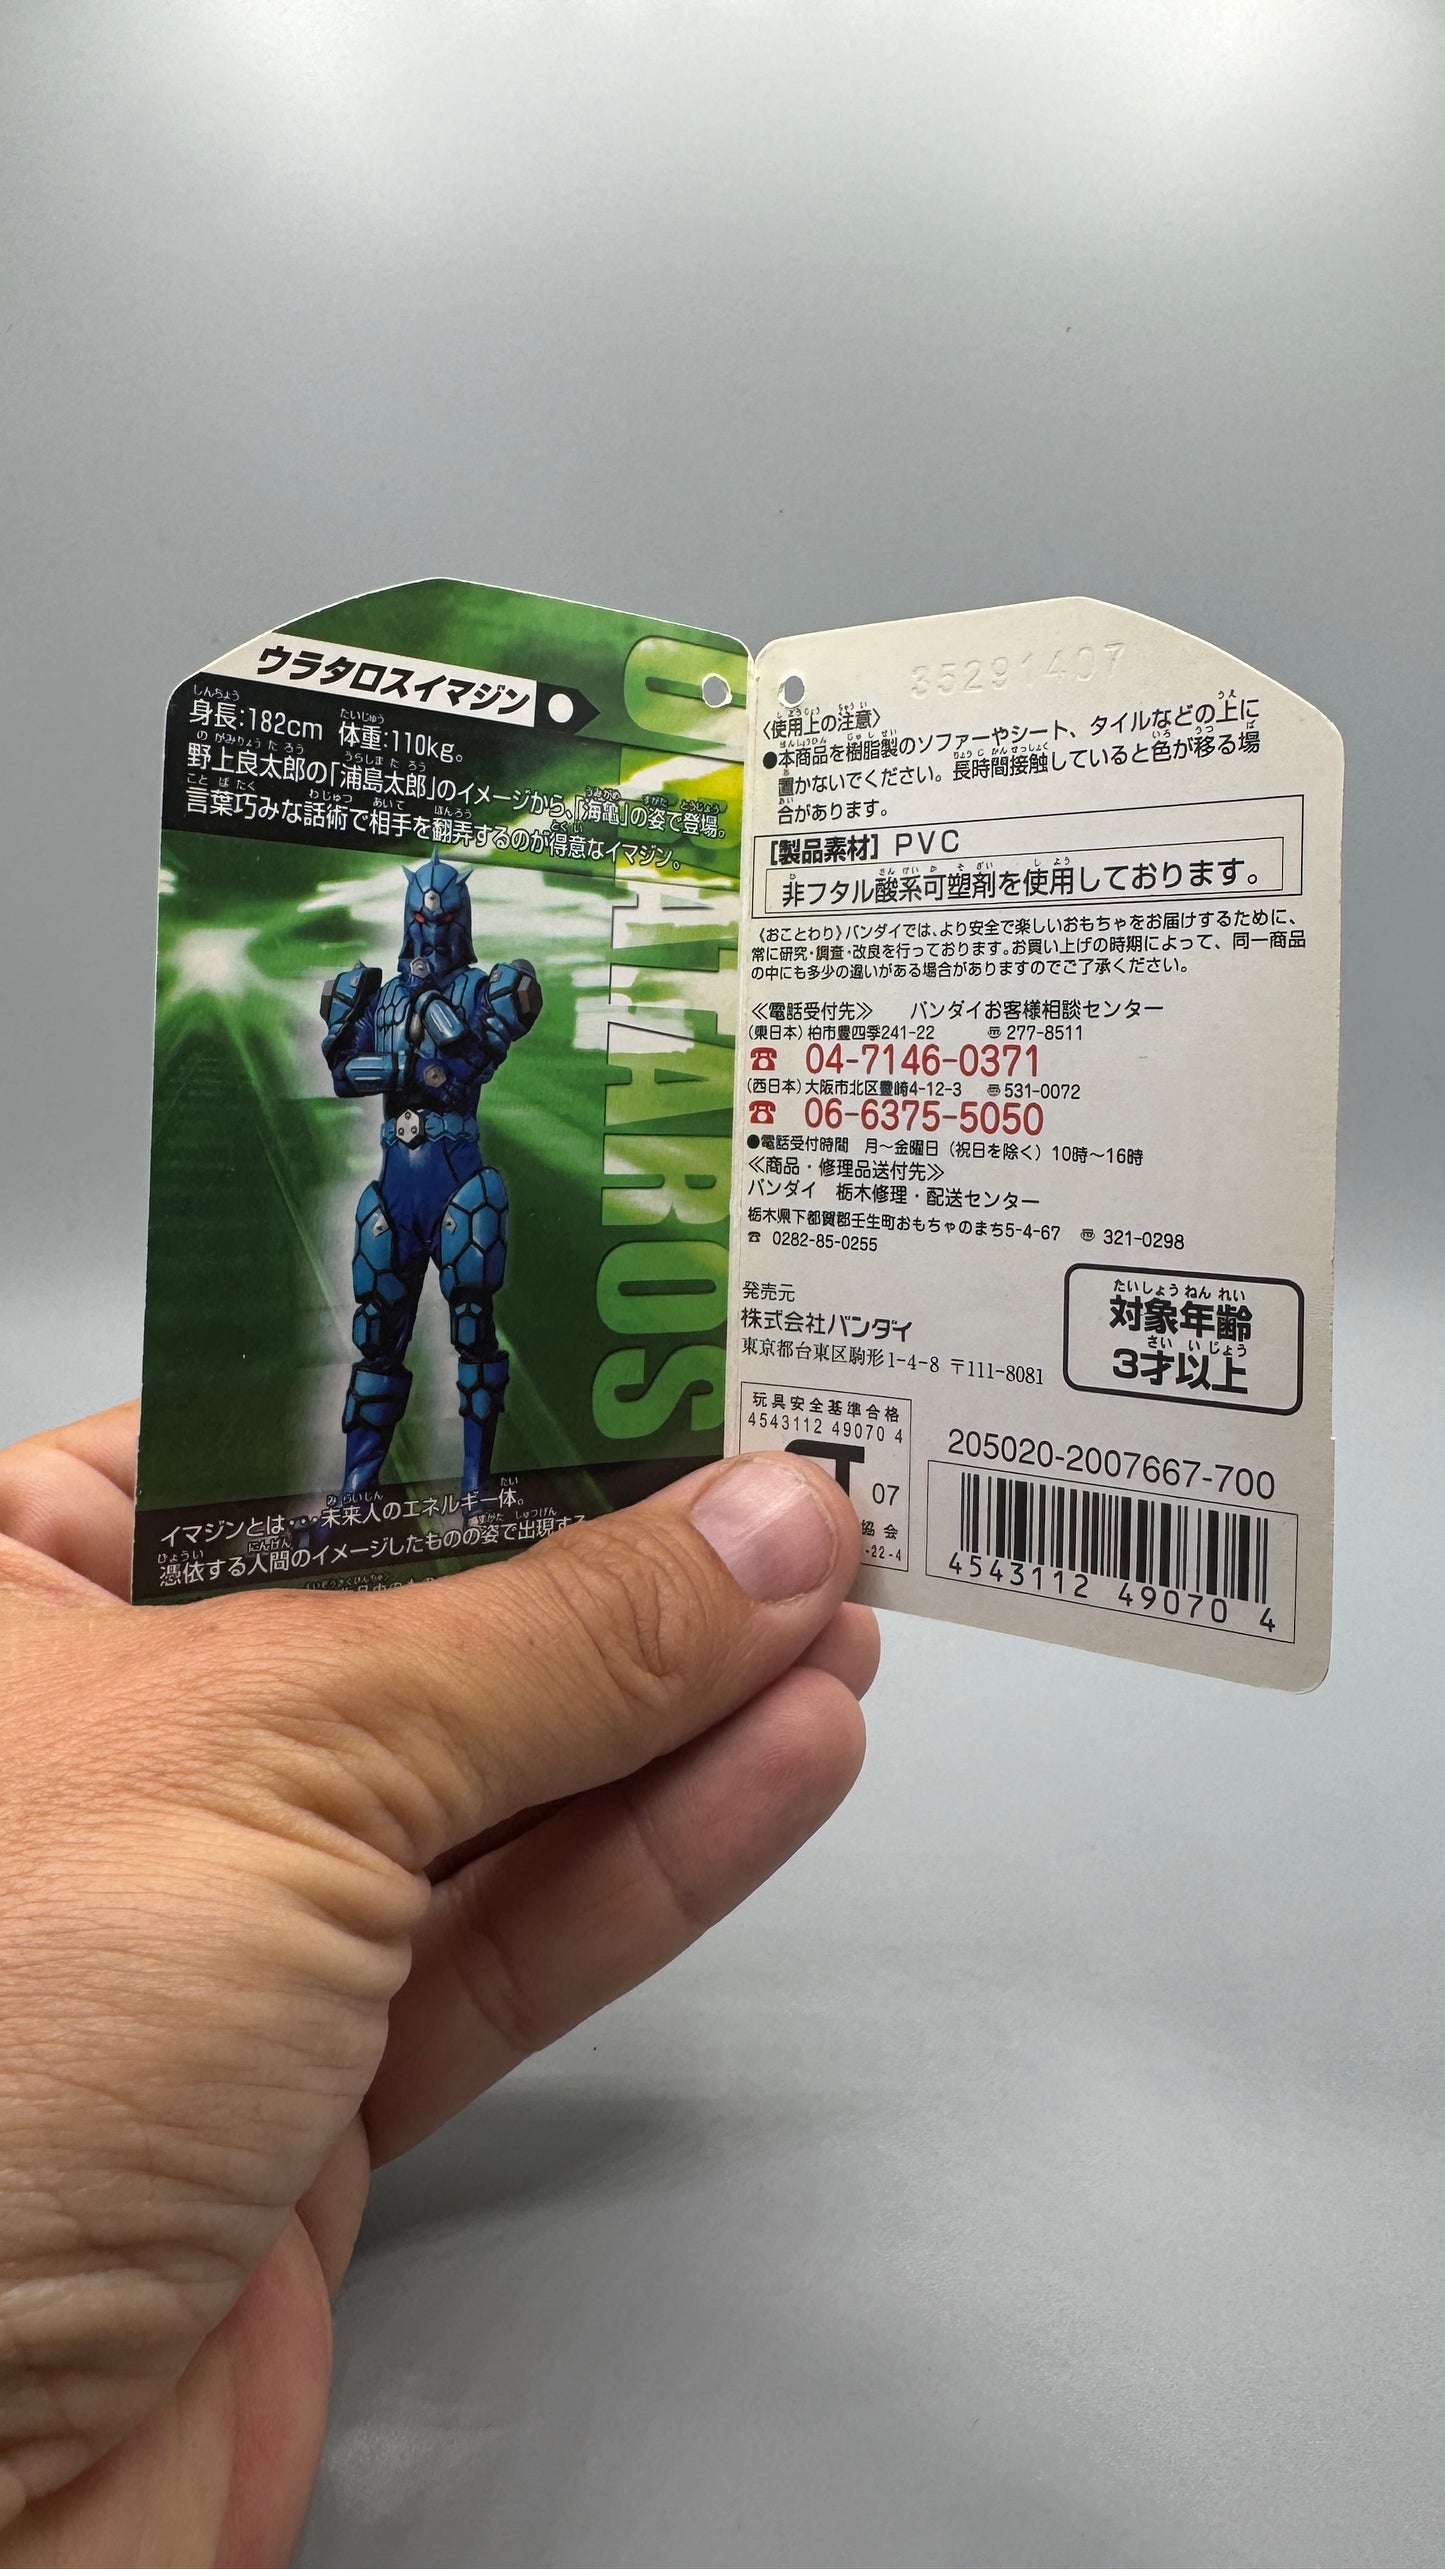 ウラタロスイマジン
身長:182cm 体重:110kg。
野上良太郎の「浦島太郎」のイメージから、「海亀」の姿で登場。
言葉巧みな話術で相手を翻弄するのが得意なイマジン。
URATAROS
イマジンとは…未来人のエネルギー体。
憑依する人間のイメージしたものの姿で出現する
35291407
〈使用上の注意〉
●本商品を樹脂製のソファーやシート、タイルなどの上に
置かないでください。長時間接触していると色が移る場
合があります。
[製品素材] PVC
非フタル酸系可塑剤を使用しております。
《おことわり》バンダイでは、より安全で楽しいおもちゃをお届けするために、
常に研究・調査・改良を行っております。お買い上げの時期によって、同一商品
の中にも多少の違いがある場合がありますのでご了承ください。
≪電話受付先≫ バンダイお客様相談センター
(東日本) 柏市豊四季241-22 〠277-8511
☎ 04-7146-0371
(西日本) 大阪市北区豊崎4-12-3 〠531-0072
☎ 06-6375-5050
●電話受付時間 月〜金曜日(祝日を除く)10時〜16時
≪商品・修理品送付先≫
バンダイ 栃木修理・配送センター
栃木県下都賀郡壬生町おもちゃのまち5-4-67 〠 321-0298
☎ 0282-85-0255
発売元
株式会社バンダイ
東京都台東区駒形1-4-8 〒111-8081
対象年齢
3才以上
玩具安全基準合格
4543112 49070 4
07
協会
-22-4
205020-2007667-700
4543112 490704